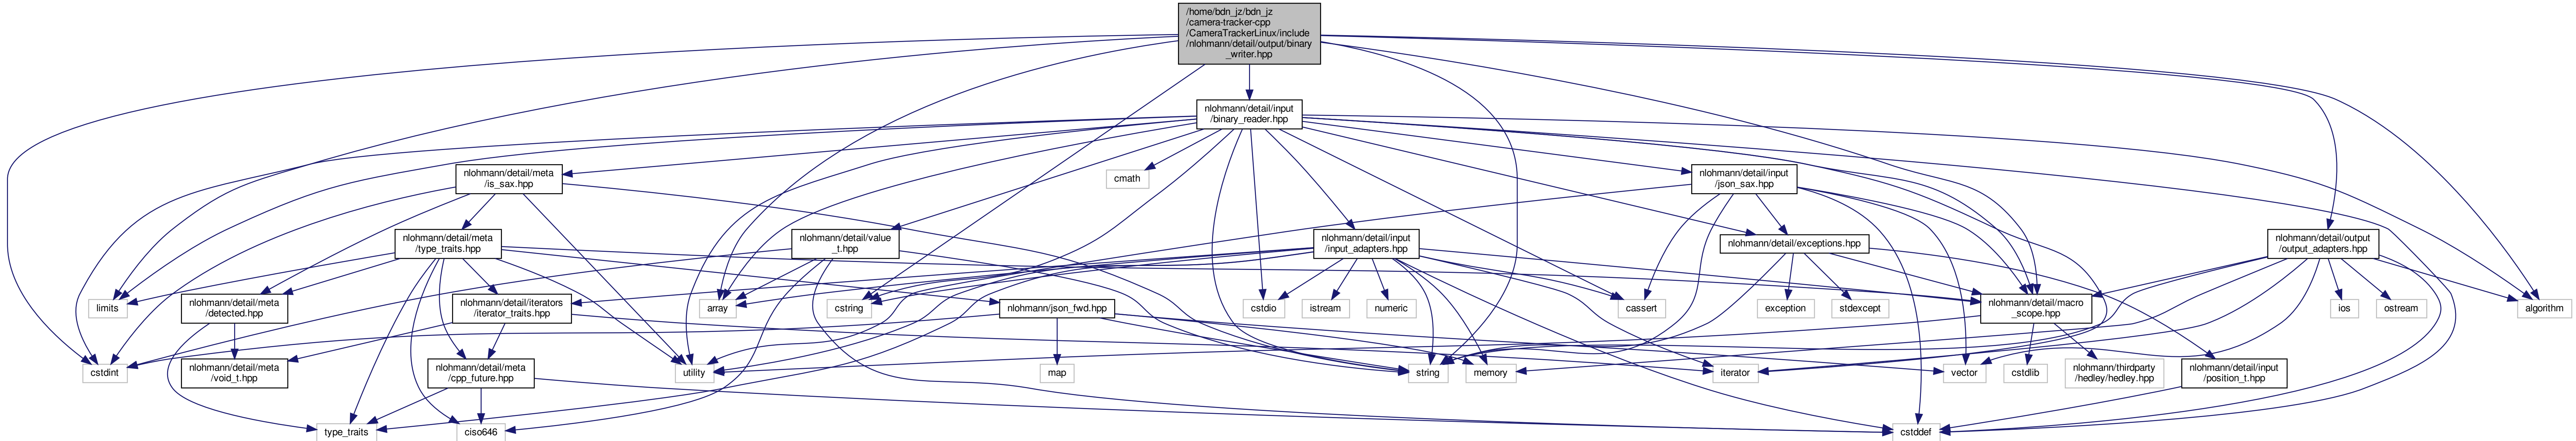 /home/bdn_jz/bdn_jz
/camera-tracker-cpp
/CameraTrackerLinux/include
/nlohmann/detail/output/binary
_writer.hpp
nlohmann/detail/input
/binary_reader.hpp
nlohmann/detail/meta
/is_sax.hpp
cmath
nlohmann/detail/input
/json_sax.hpp
nlohmann/detail/meta
/type_traits.hpp
nlohmann/detail/value
_t.hpp
nlohmann/detail/input
/input_adapters.hpp
nlohmann/detail/exceptions.hpp
nlohmann/detail/output
/output_adapters.hpp
limits
nlohmann/detail/meta
/detected.hpp
nlohmann/detail/iterators
/iterator_traits.hpp
array
cstring
nlohmann/json_fwd.hpp
cstdio
istream
numeric
cassert
exception
stdexcept
nlohmann/detail/macro
_scope.hpp
ios
ostream
algorithm
cstdint
nlohmann/detail/meta
/void_t.hpp
nlohmann/detail/meta
/cpp_future.hpp
utility
map
string
memory
iterator
vector
cstdlib
nlohmann/thirdparty
/hedley/hedley.hpp
nlohmann/detail/input
/position_t.hpp
type_traits
ciso646
cstddef